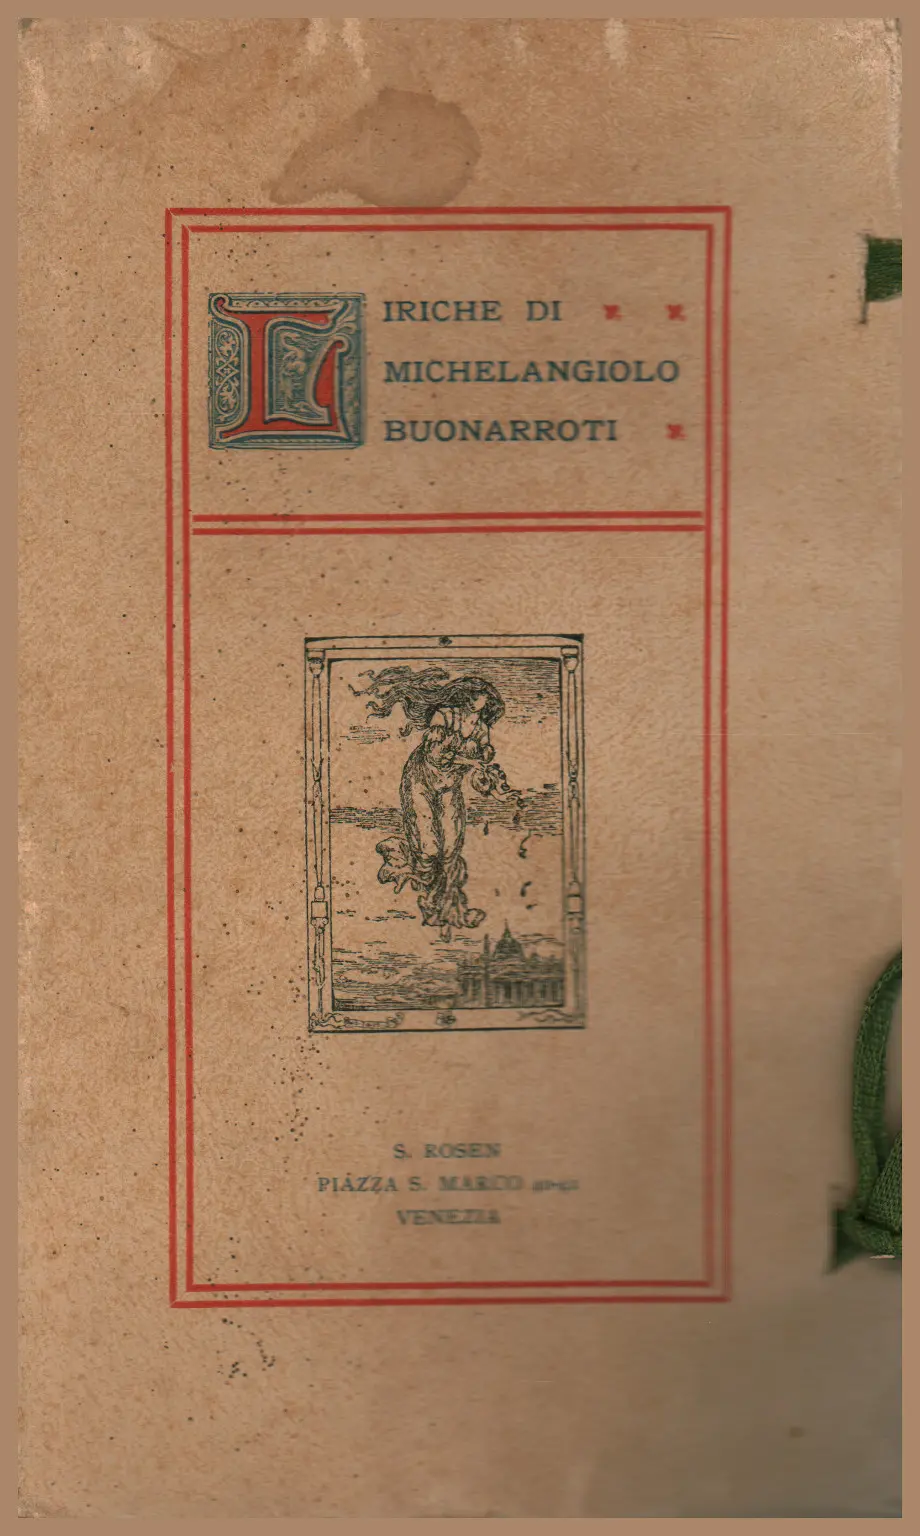 LIRICHE DI
MICHELANGIOLO
BUONARROTI
S. ROSEN
PIAZZA S. MARCO
VENEZIA